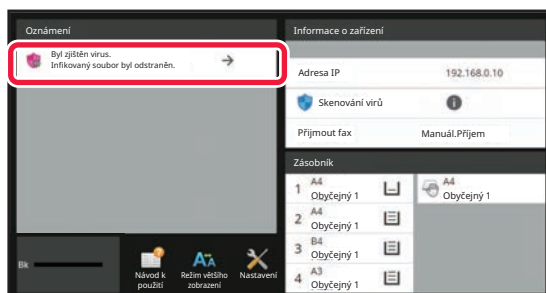 Oznámení
Byl zjištěn virus.
Infikovaný soubor byl odstraněn.
Informace o zařízení
Adresa IP 192.168.0.10
Skenování virů
Přijmout fax Manuál.Příjem
Zásobník
1 A4
Obyčejný 1
A4
Obyčejný 1
2 A4
Obyčejný 1
3 B4
Obyčejný 1
4 A3
Obyčejný 1
Bk
Návod k
použití
Režim většího
zobrazení
Nastavení